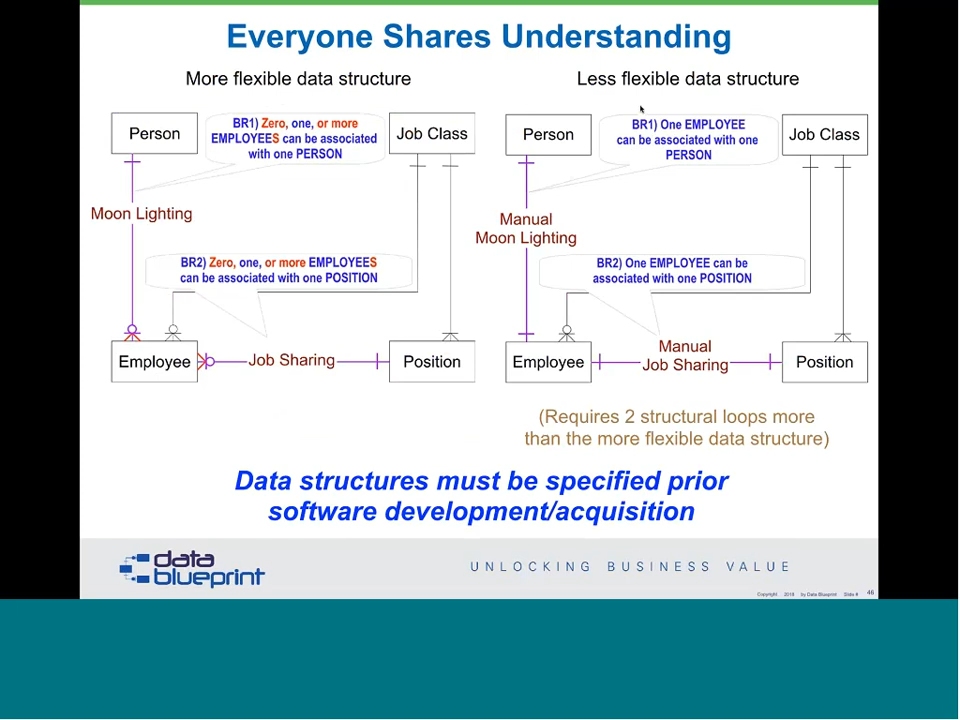 Everyone Shares Understanding
More flexible data structure
Person
BR1) Zero, one, or more
EMPLOYEES can be associated
with one PERSON
Job Class
Moon Lighting
BR2) Zero, one, or more EMPLOYEES
can be associated with one POSITION
Employee
Job Sharing
Position
Less flexible data structure
Person
BR1) One EMPLOYEE
can be associated with one
PERSON
Job Class
Manual
Moon Lighting
BR2) One EMPLOYEE can be
associated with one POSITION
Employee
Manual
Job Sharing
Position
(Requires 2 structural loops more
than the more flexible data structure)
Data structures must be specified prior
software development/acquisition
data
blueprint
UNLOCKING BUSINESS VALUE
Copyright 2018 by Data Blueprint Slide # 46